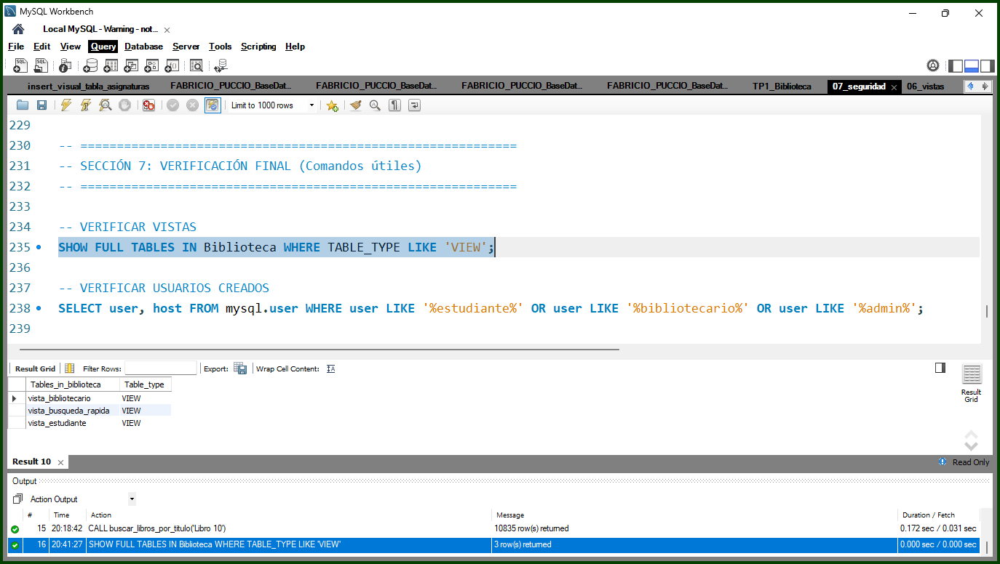 MySQL Workbench
Local MySQL - Warning - not...
File Edit View Query Database Server Tools Scripting Help
insert_visual_tabla_asignaturas FABRICIO_PUCCIO_BaseDat... FABRICIO_PUCCIO_BaseDat... FABRICIO_PUCCIO_BaseDat... FABRICIO_PUCCIO_BaseDat... TP1_Biblioteca 07_seguridad 06_vistas
Limit to 1000 rows
229
230 -- ============================================================
231 -- SECCIÓN 7: VERIFICACIÓN FINAL (Comandos útiles)
232 -- ============================================================
233
234 -- VERIFICAR VISTAS
235 SHOW FULL TABLES IN Biblioteca WHERE TABLE_TYPE LIKE 'VIEW';
236
237 -- VERIFICAR USUARIOS CREADOS
238 SELECT user, host FROM mysql.user WHERE user LIKE '%estudiante%' OR user LIKE '%bibliotecario%' OR user LIKE '%admin%';
239
Result Grid Filter Rows: Export: Wrap Cell Content:
Tables_in_biblioteca Table_type
vista_bibliotecario VIEW
vista_busqueda_rapida VIEW
vista_estudiante VIEW
Result Grid
Result 10 Read Only
Output
Action Output
# Time Action Message Duration / Fetch
15 20:18:42 CALL buscar_libros_por_titulo('Libro 10') 10835 row(s) returned 0.172 sec / 0.031 sec
16 20:41:27 SHOW FULL TABLES IN Biblioteca WHERE TABLE_TYPE LIKE 'VIEW' 3 row(s) returned 0.000 sec / 0.000 sec